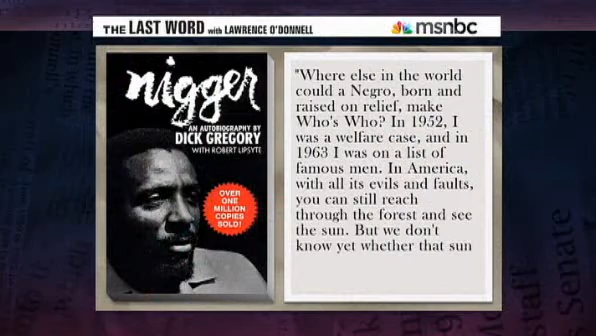 THE LAST WORD with LAWRENCE O'DONNELL
msnbc
nigger
AN AUTOBIOGRAPHY BY
DICK GREGORY
WITH ROBERT LIPSYTE
OVER
ONE
MILLION
COPIES
SOLD!
"Where else in the world
could a Negro, born and
raised on relief, make
Who's Who? In 1952, I
was a welfare case, and in
1963 I was on a list of
famous men. In America,
with all its evils and faults,
you can still reach
through the forest and see
the sun. But we don't
know yet whether that sun
Senate